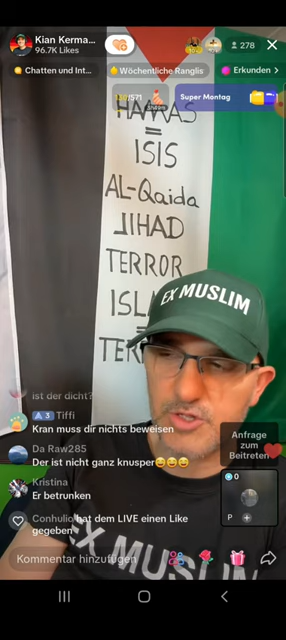 Kian Kerma...
96.7K Likes
278
Chatten und Int...
Wöchentliche Ranglis
Erkunden >
Super Montag
HAMAS
=
ISIS
AL-Qaida
JIHAD
TERROR
EX MUSLIM
ist der dicht?
3 Tiffi
Kran muss dir nichts beweisen
Da Raw285
Der ist nicht ganz knusper😄😄😄
Kristina
Er betrunken
Conhulio hat dem LIVE einen Like
gegeben
Anfrage
zum
Beitreten
0
P +
EX MUSLIM
Kommentar hinzufügen